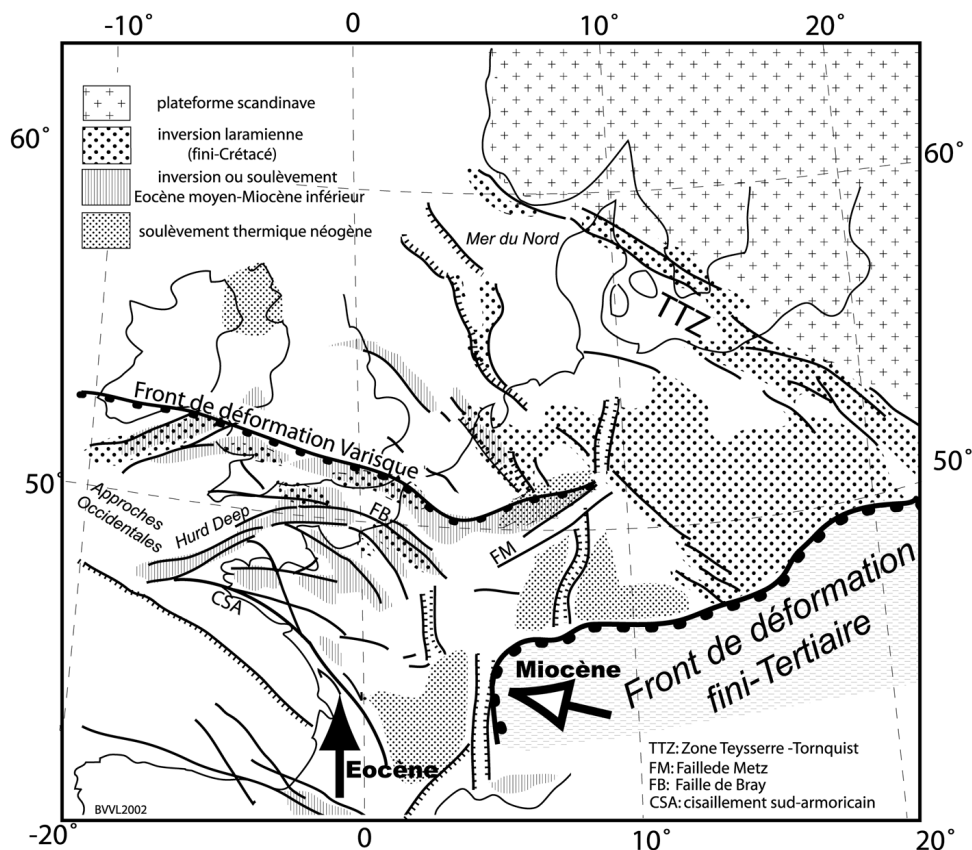 -10°
0
10°
20°
60°
60°
plateforme scandinave
inversion laramienne
(fini-Crétacé)
inversion ou soulèvement
Eocène moyen-Miocène inférieur
soulèvement thermique néogène
Mer du Nord
TTZ
Front de déformation Varisque
50°
50°
Approches
Occidentales
Hurd Deep
FB
FM
CSA
Front de déformation
fini-Tertiaire
Miocène
Eocène
TTZ: Zone Teysserre -Tornquist
FM: Faillede Metz
FB: Faille de Bray
CSA: cisaillement sud-armoricain
BVVL2002
-20°
0
10°
20°